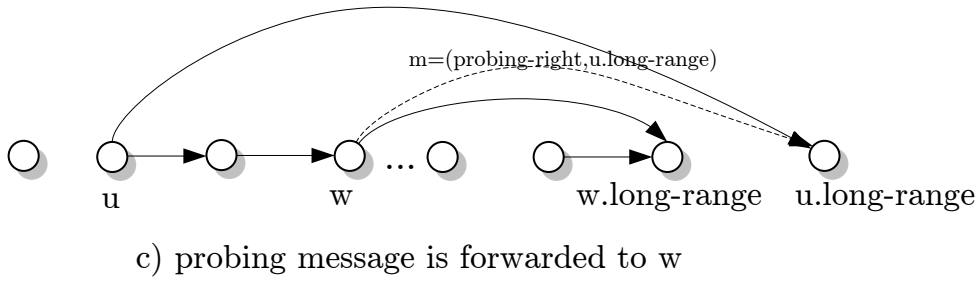 m=(probing-right,u.long-range)
...
u
w
w.long-range
u.long-range
c) probing message is forwarded to w